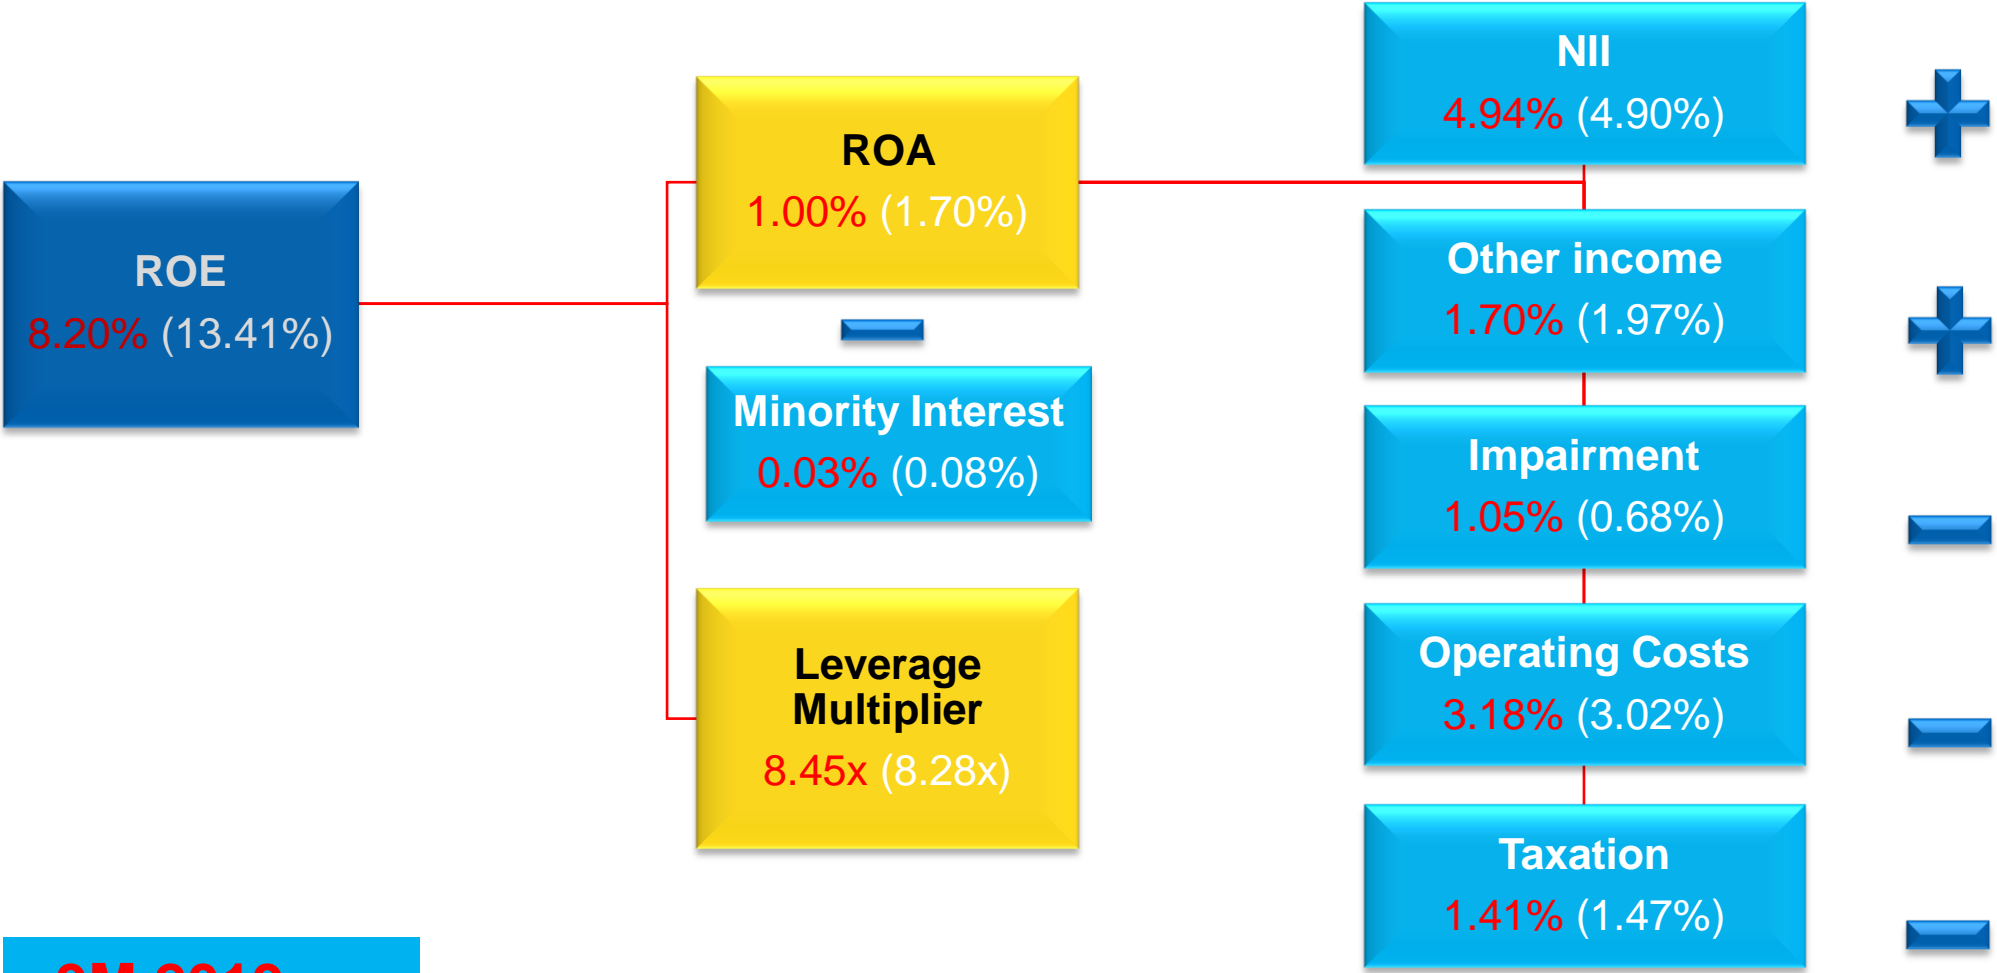 ROE
8.20% (13.41%)
ROA
1.00% (1.70%)
Minority Interest
0.03% (0.08%)
Leverage
Multiplier
8.45x (8.28x)
NII
4.94% (4.90%)
Other income
1.70% (1.97%)
Impairment
1.05% (0.68%)
Operating Costs
3.18% (3.02%)
Taxation
1.41% (1.47%)